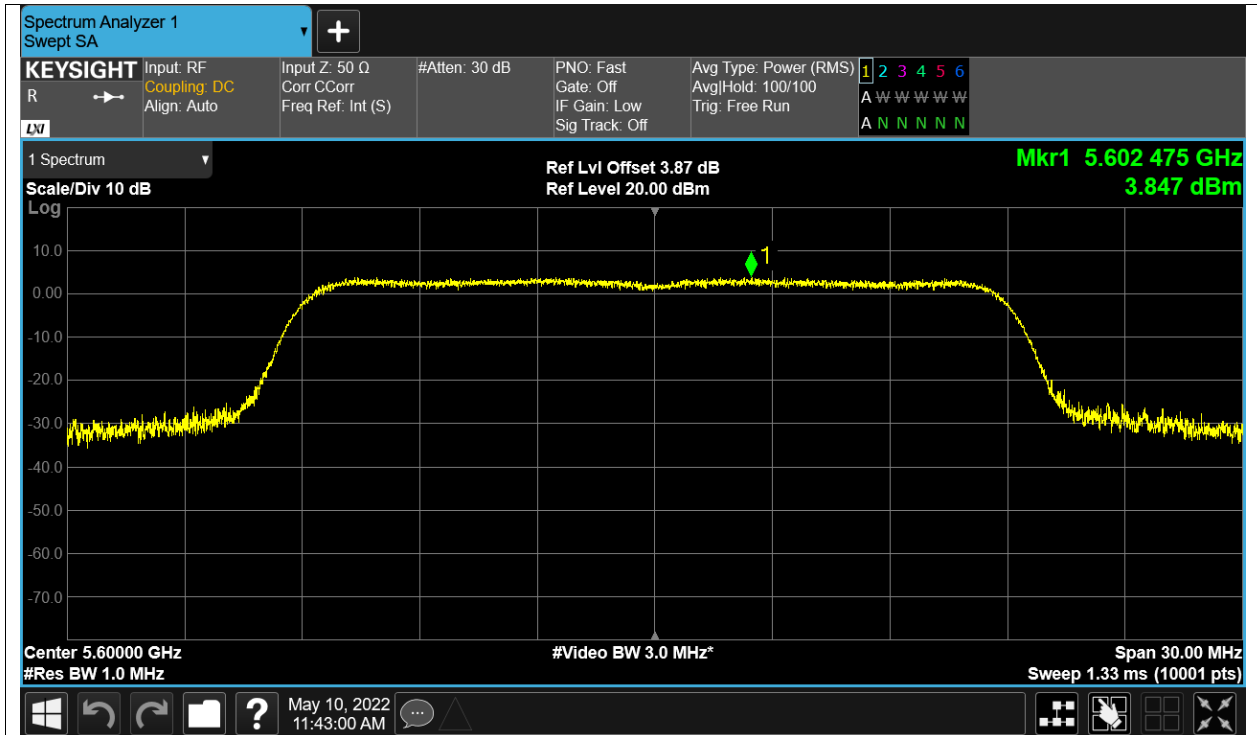 Spectrum Analyzer 1
Swept SA
KEYSIGHT
R
LXI
Input: RF
Coupling: DC
Align: Auto
Input Z: 50 Ω
Corr CCorr
Freq Ref: Int (S)
#Atten: 30 dB
PNO: Fast
Gate: Off
IF Gain: Low
Sig Track: Off
Avg Type: Power (RMS)
Avg|Hold: 100/100
Trig: Free Run
1 2 3 4 5 6
A W W W W W
A N N N N N
1 Spectrum
Scale/Div 10 dB
Log
Ref Lvl Offset 3.87 dB
Ref Level 20.00 dBm
Mkr1 5.602 475 GHz
3.847 dBm
1
10.0
0.00
-10.0
-20.0
-30.0
-40.0
-50.0
-60.0
-70.0
Center 5.60000 GHz
#Res BW 1.0 MHz
#Video BW 3.0 MHz*
Span 30.00 MHz
Sweep 1.33 ms (10001 pts)
?
May 10, 2022
11:43:00 AM